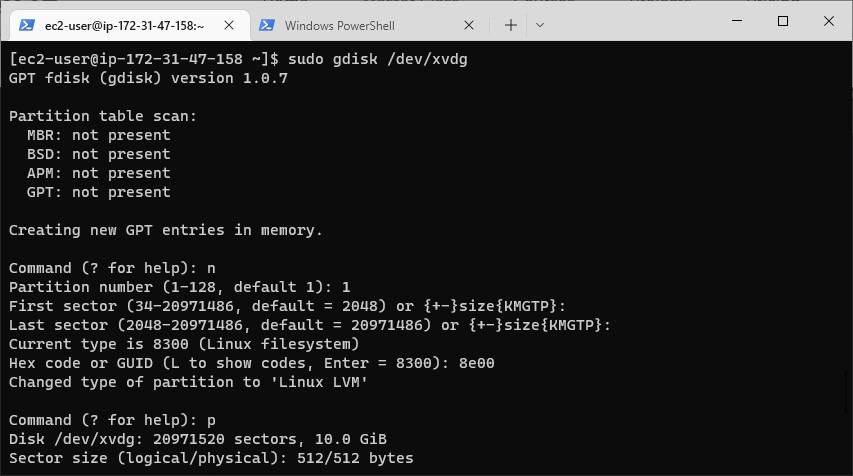 ec2-user@ip-172-31-47-158:~
Windows PowerShell
[ec2-user@ip-172-31-47-158 ~]$ sudo gdisk /dev/xvdg
GPT fdisk (gdisk) version 1.0.7
Partition table scan:
MBR: not present
BSD: not present
APM: not present
GPT: not present
Creating new GPT entries in memory.
Command (? for help): n
Partition number (1-128, default 1): 1
First sector (34-20971486, default = 2048) or {+-}size{KMGTP}:
Last sector (2048-20971486, default = 20971486) or {+-}size{KMGTP}:
Current type is 8300 (Linux filesystem)
Hex code or GUID (L to show codes, Enter = 8300): 8e00
Changed type of partition to 'Linux LVM'
Command (? for help): p
Disk /dev/xvdg: 20971520 sectors, 10.0 GiB
Sector size (logical/physical): 512/512 bytes